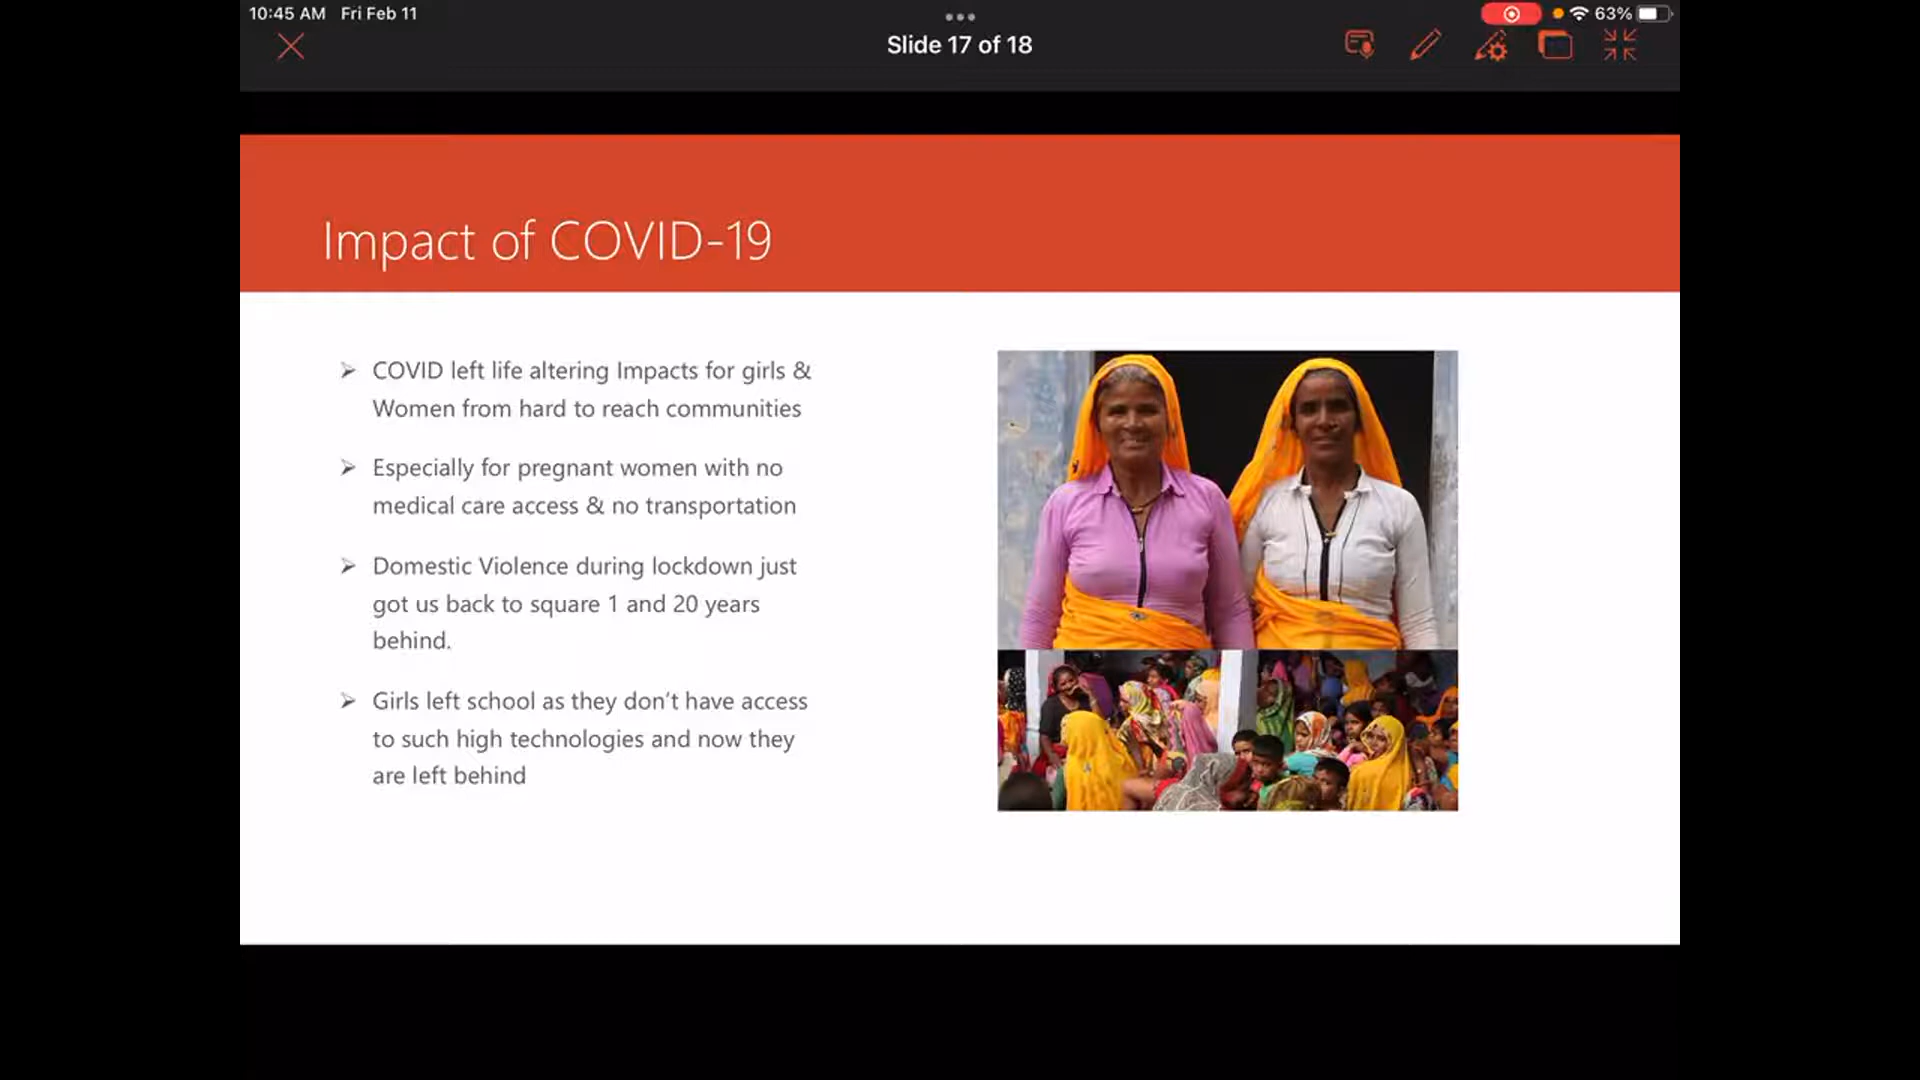 10:45 AM Fri Feb 11
63%
Slide 17 of 18
Impact of COVID-19
COVID left life altering Impacts for girls &
Women from hard to reach communities
Especially for pregnant women with no
medical care access & no transportation
Domestic Violence during lockdown just
got us back to square 1 and 20 years
behind.
Girls left school as they don't have access
to such high technologies and now they
are left behind